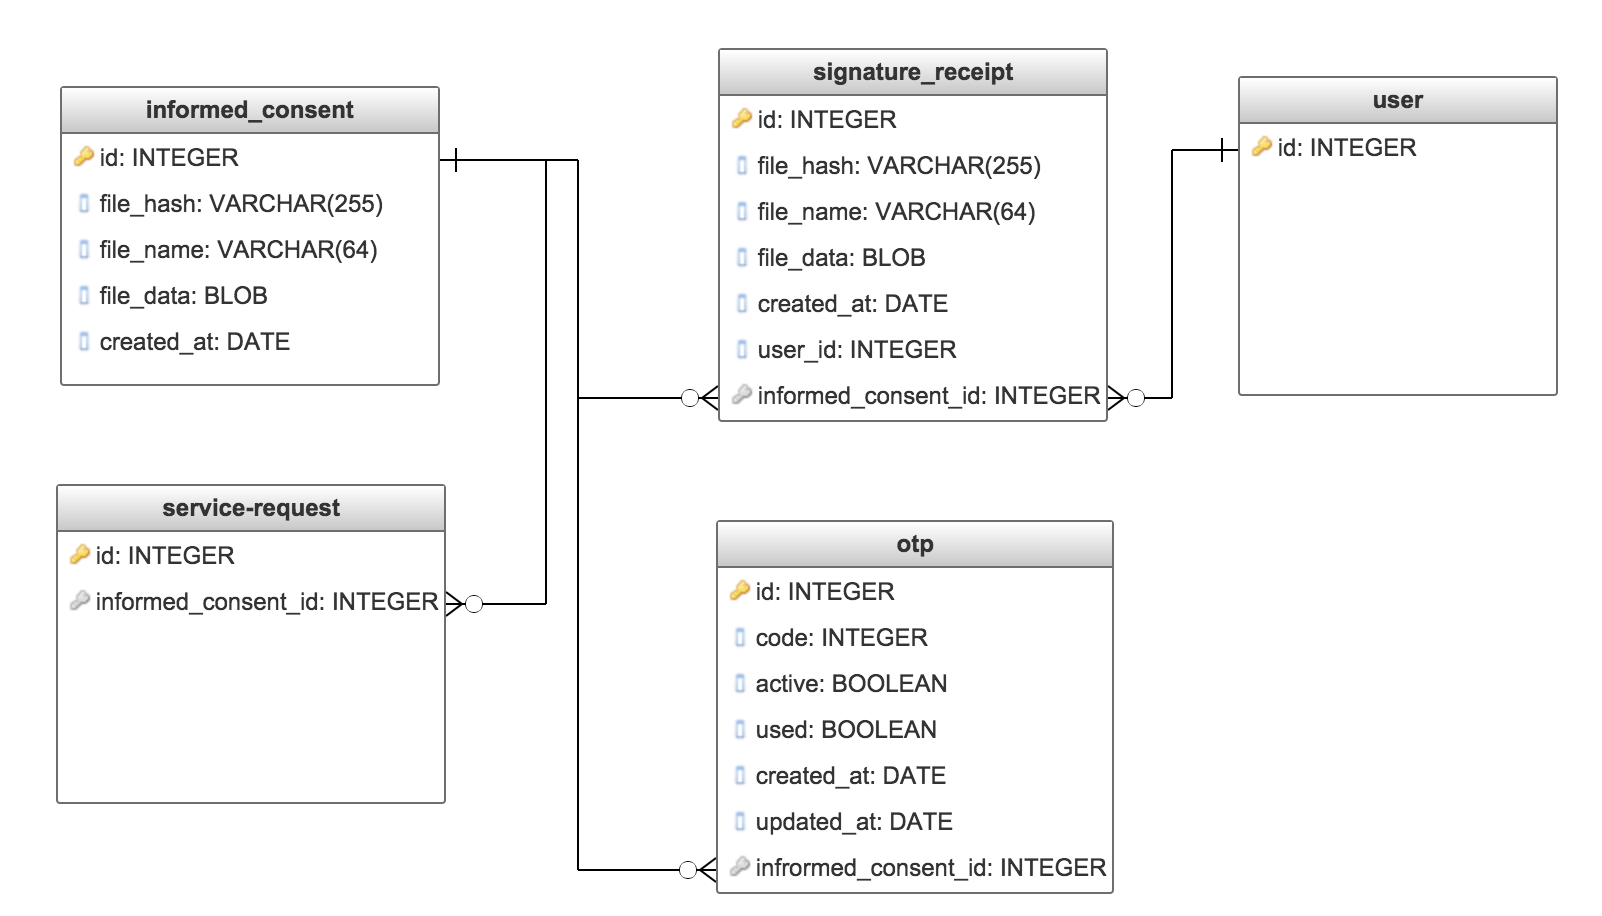 informed_consent
id: INTEGER
file_hash: VARCHAR(255)
file_name: VARCHAR(64)
file_data: BLOB
created_at: DATE
signature_receipt
id: INTEGER
file_hash: VARCHAR(255)
file_name: VARCHAR(64)
file_data: BLOB
created_at: DATE
user_id: INTEGER
informed_consent_id: INTEGER
user
id: INTEGER
service-request
id: INTEGER
informed_consent_id: INTEGER
otp
id: INTEGER
code: INTEGER
active: BOOLEAN
used: BOOLEAN
created_at: DATE
updated_at: DATE
infrormed_consent_id: INTEGER